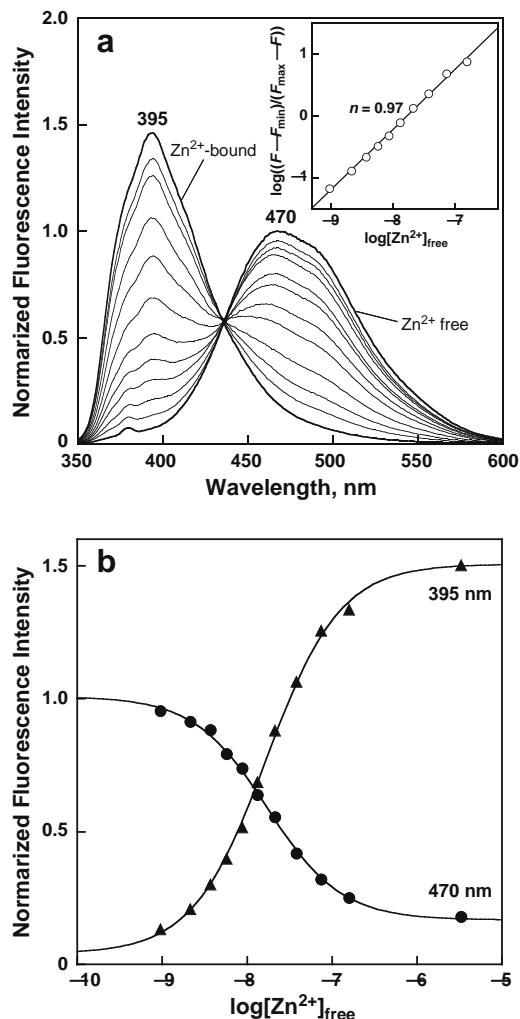 a
2.0
1.5
1.0
0.5
0
Normarized Fluorescence Intensity
395
Zn2+-bound
470
Zn2+ free
350
400
450
500
550
600
Wavelength, nm
log((F—Fmin)/(Fmax—F))
1
0
−1
n = 0.97
−9
−8
−7
log[Zn2+]free
b
1.5
1.0
0.5
0
Normarized Fluorescence Intensity
395 nm
470 nm
−10
−9
−8
−7
−6
−5
log[Zn2+]free